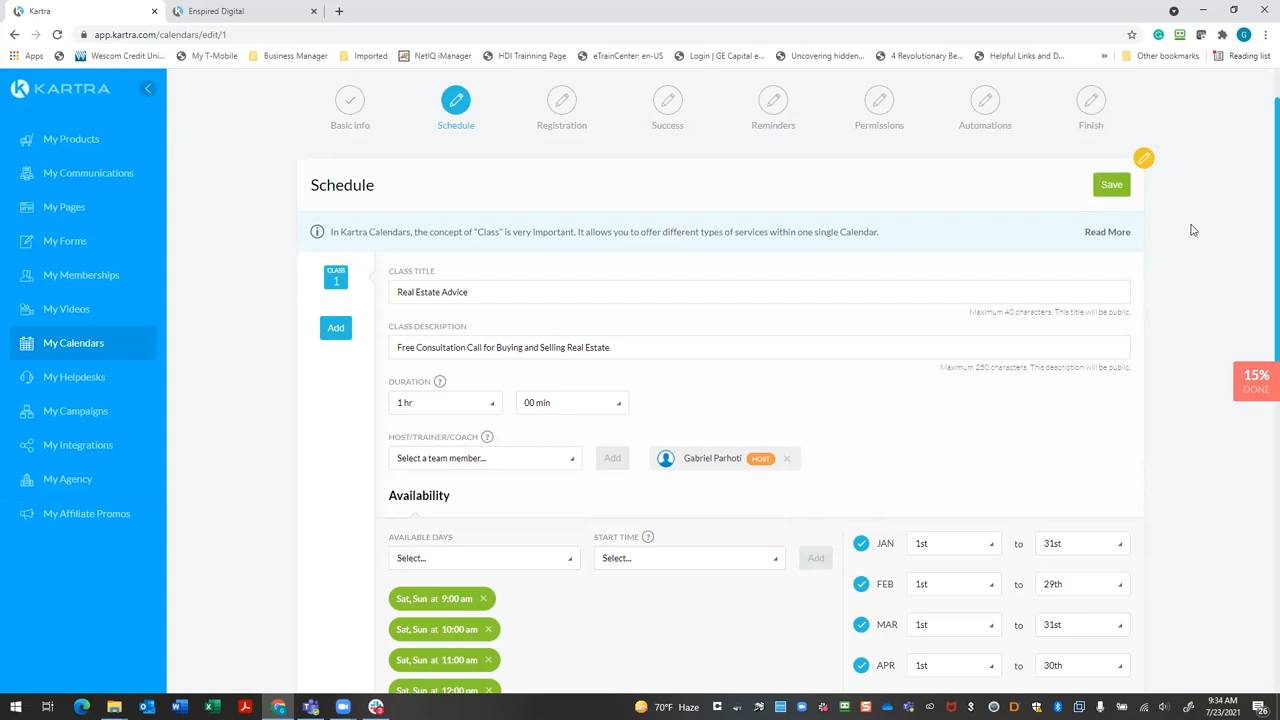 Kartra
Enspired Digital
app.kartra.com/calendars/edit/1
G
Apps
Wescom Credit Uni...
My T-Mobile
Business Manager
Imported
NetIQ iManager
HDI Training Page
eTrainCenter: en-US
Login | GE Capital e...
Uncovering hidden...
4 Revolutionary Be...
Helpful Links and D...
»
Other bookmarks
Reading list
KARTRA
My Products
My Communications
My Pages
My Forms
My Memberships
My Videos
My Calendars
My Helpdesks
My Campaigns
My Integrations
My Agency
My Affiliate Promos
Basic info
Schedule
Registration
Success
Reminders
Permissions
Automations
Finish
Schedule
Save
In Kartra Calendars, the concept of "Class" is very important. It allows you to offer different types of services within one single Calendar.
Read More
CLASS
1
Add
CLASS TITLE
Real Estate Advice
Maximum 40 characters. This title will be public.
CLASS DESCRIPTION
Free Consultation Call for Buying and Selling Real Estate
Maximum 250 characters. This description will be public.
DURATION ?
1 hr
00 min
15%
DONE
HOST/TRAINER/COACH ?
Select a team member...
Add
Gabriel Parhoti HOST
Availability
AVAILABLE DAYS
START TIME ?
Select...
Select...
Add
Sat, Sun at 9:00 am
Sat, Sun at 10:00 am
Sat, Sun at 11:00 am
Sat, Sun at 12:00 pm
JAN 1st to 31st
FEB 1st to 29th
MAR 1st to 31st
APR 1st to 30th
70°F Haze
9:34 AM
7/23/2021
26